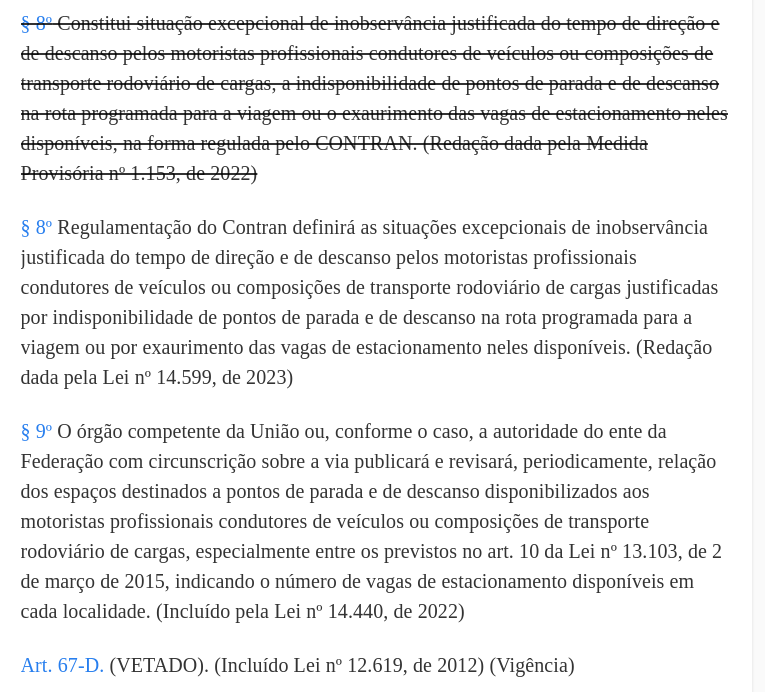 § 8º Constitui situação excepcional de inobservância justificada do tempo de direção e
de descanso pelos motoristas profissionais condutores de veículos ou composições de
transporte rodoviário de cargas, a indisponibilidade de pontos de parada e de descanso
na rota programada para a viagem ou o exaurimento das vagas de estacionamento neles
disponíveis, na forma regulada pelo CONTRAN. (Redação dada pela Medida
Provisória nº 1.153, de 2022)
§ 8º Regulamentação do Contran definirá as situações excepcionais de inobservância
justificada do tempo de direção e de descanso pelos motoristas profissionais
condutores de veículos ou composições de transporte rodoviário de cargas justificadas
por indisponibilidade de pontos de parada e de descanso na rota programada para a
viagem ou por exaurimento das vagas de estacionamento neles disponíveis. (Redação
dada pela Lei nº 14.599, de 2023)
§ 9º O órgão competente da União ou, conforme o caso, a autoridade do ente da
Federação com circunscrição sobre a via publicará e revisará, periodicamente, relação
dos espaços destinados a pontos de parada e de descanso disponibilizados aos
motoristas profissionais condutores de veículos ou composições de transporte
rodoviário de cargas, especialmente entre os previstos no art. 10 da Lei nº 13.103, de 2
de março de 2015, indicando o número de vagas de estacionamento disponíveis em
cada localidade. (Incluído pela Lei nº 14.440, de 2022)
Art. 67-D. (VETADO). (Incluído Lei nº 12.619, de 2012) (Vigência)